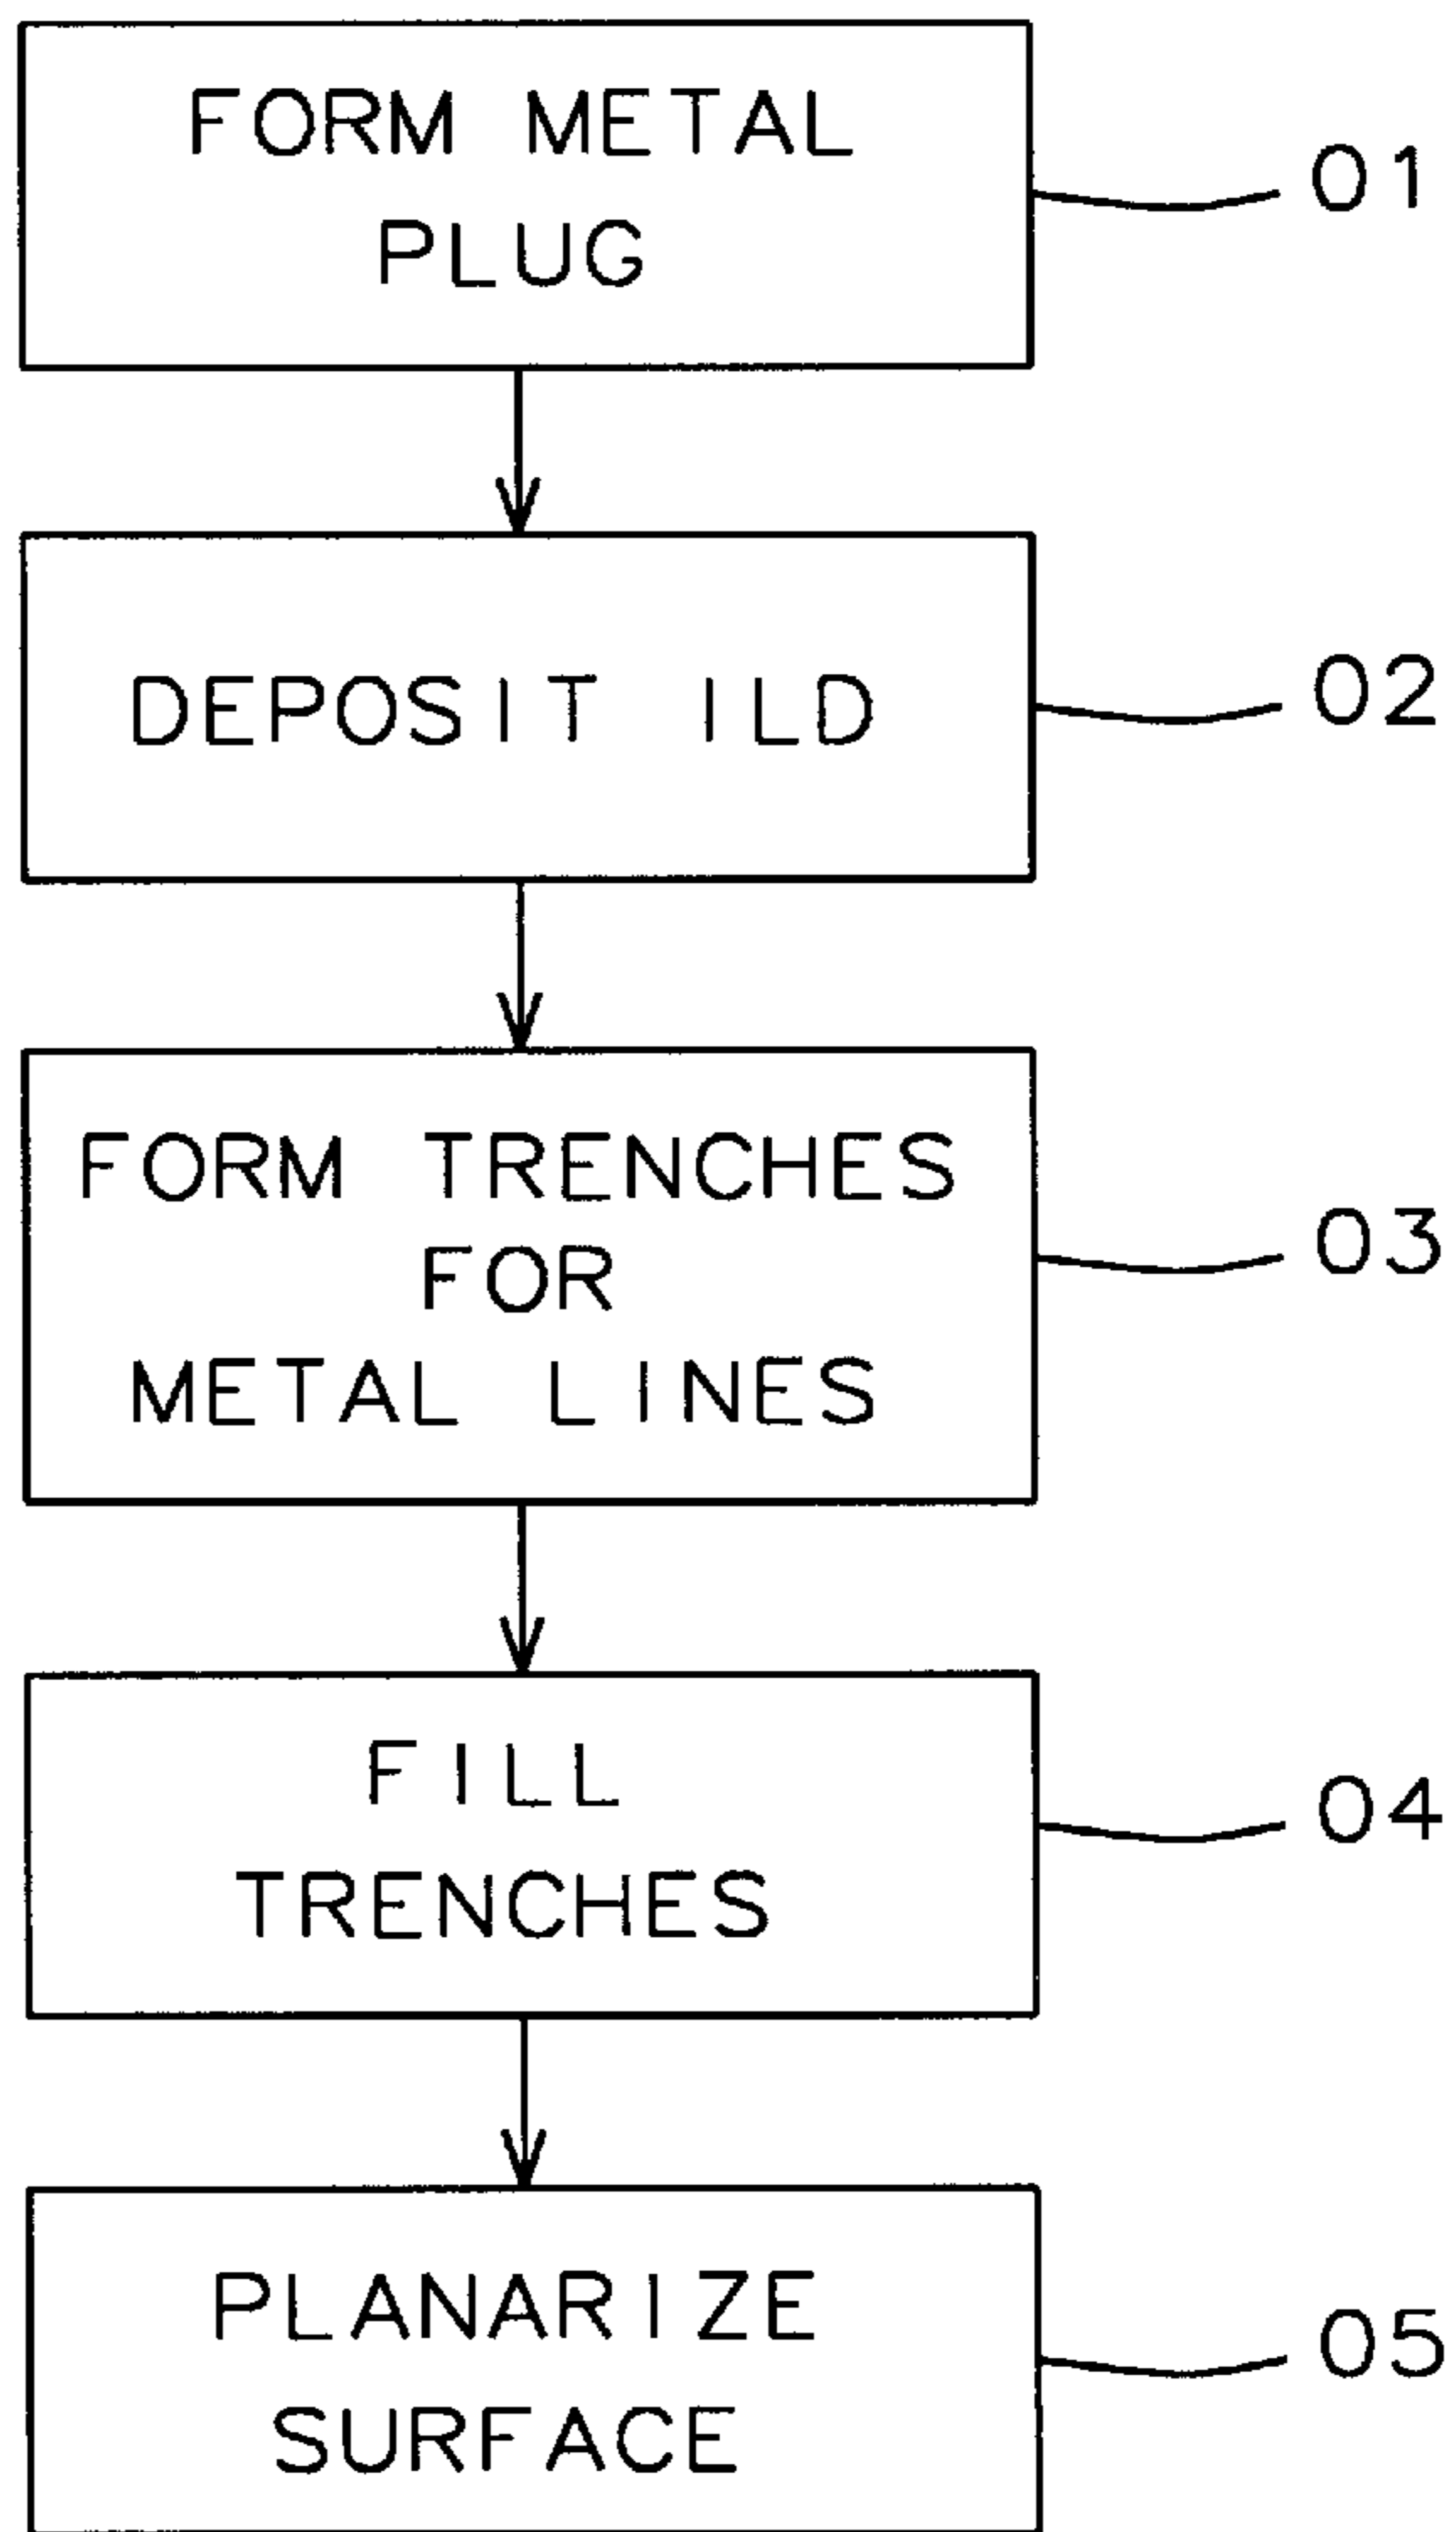 FORM METAL
PLUG
01
DEPOSIT ILD
02
FORM TRENCHES
FOR
METAL LINES
03
FILL
TRENCHES
04
PLANARIZE
SURFACE
05